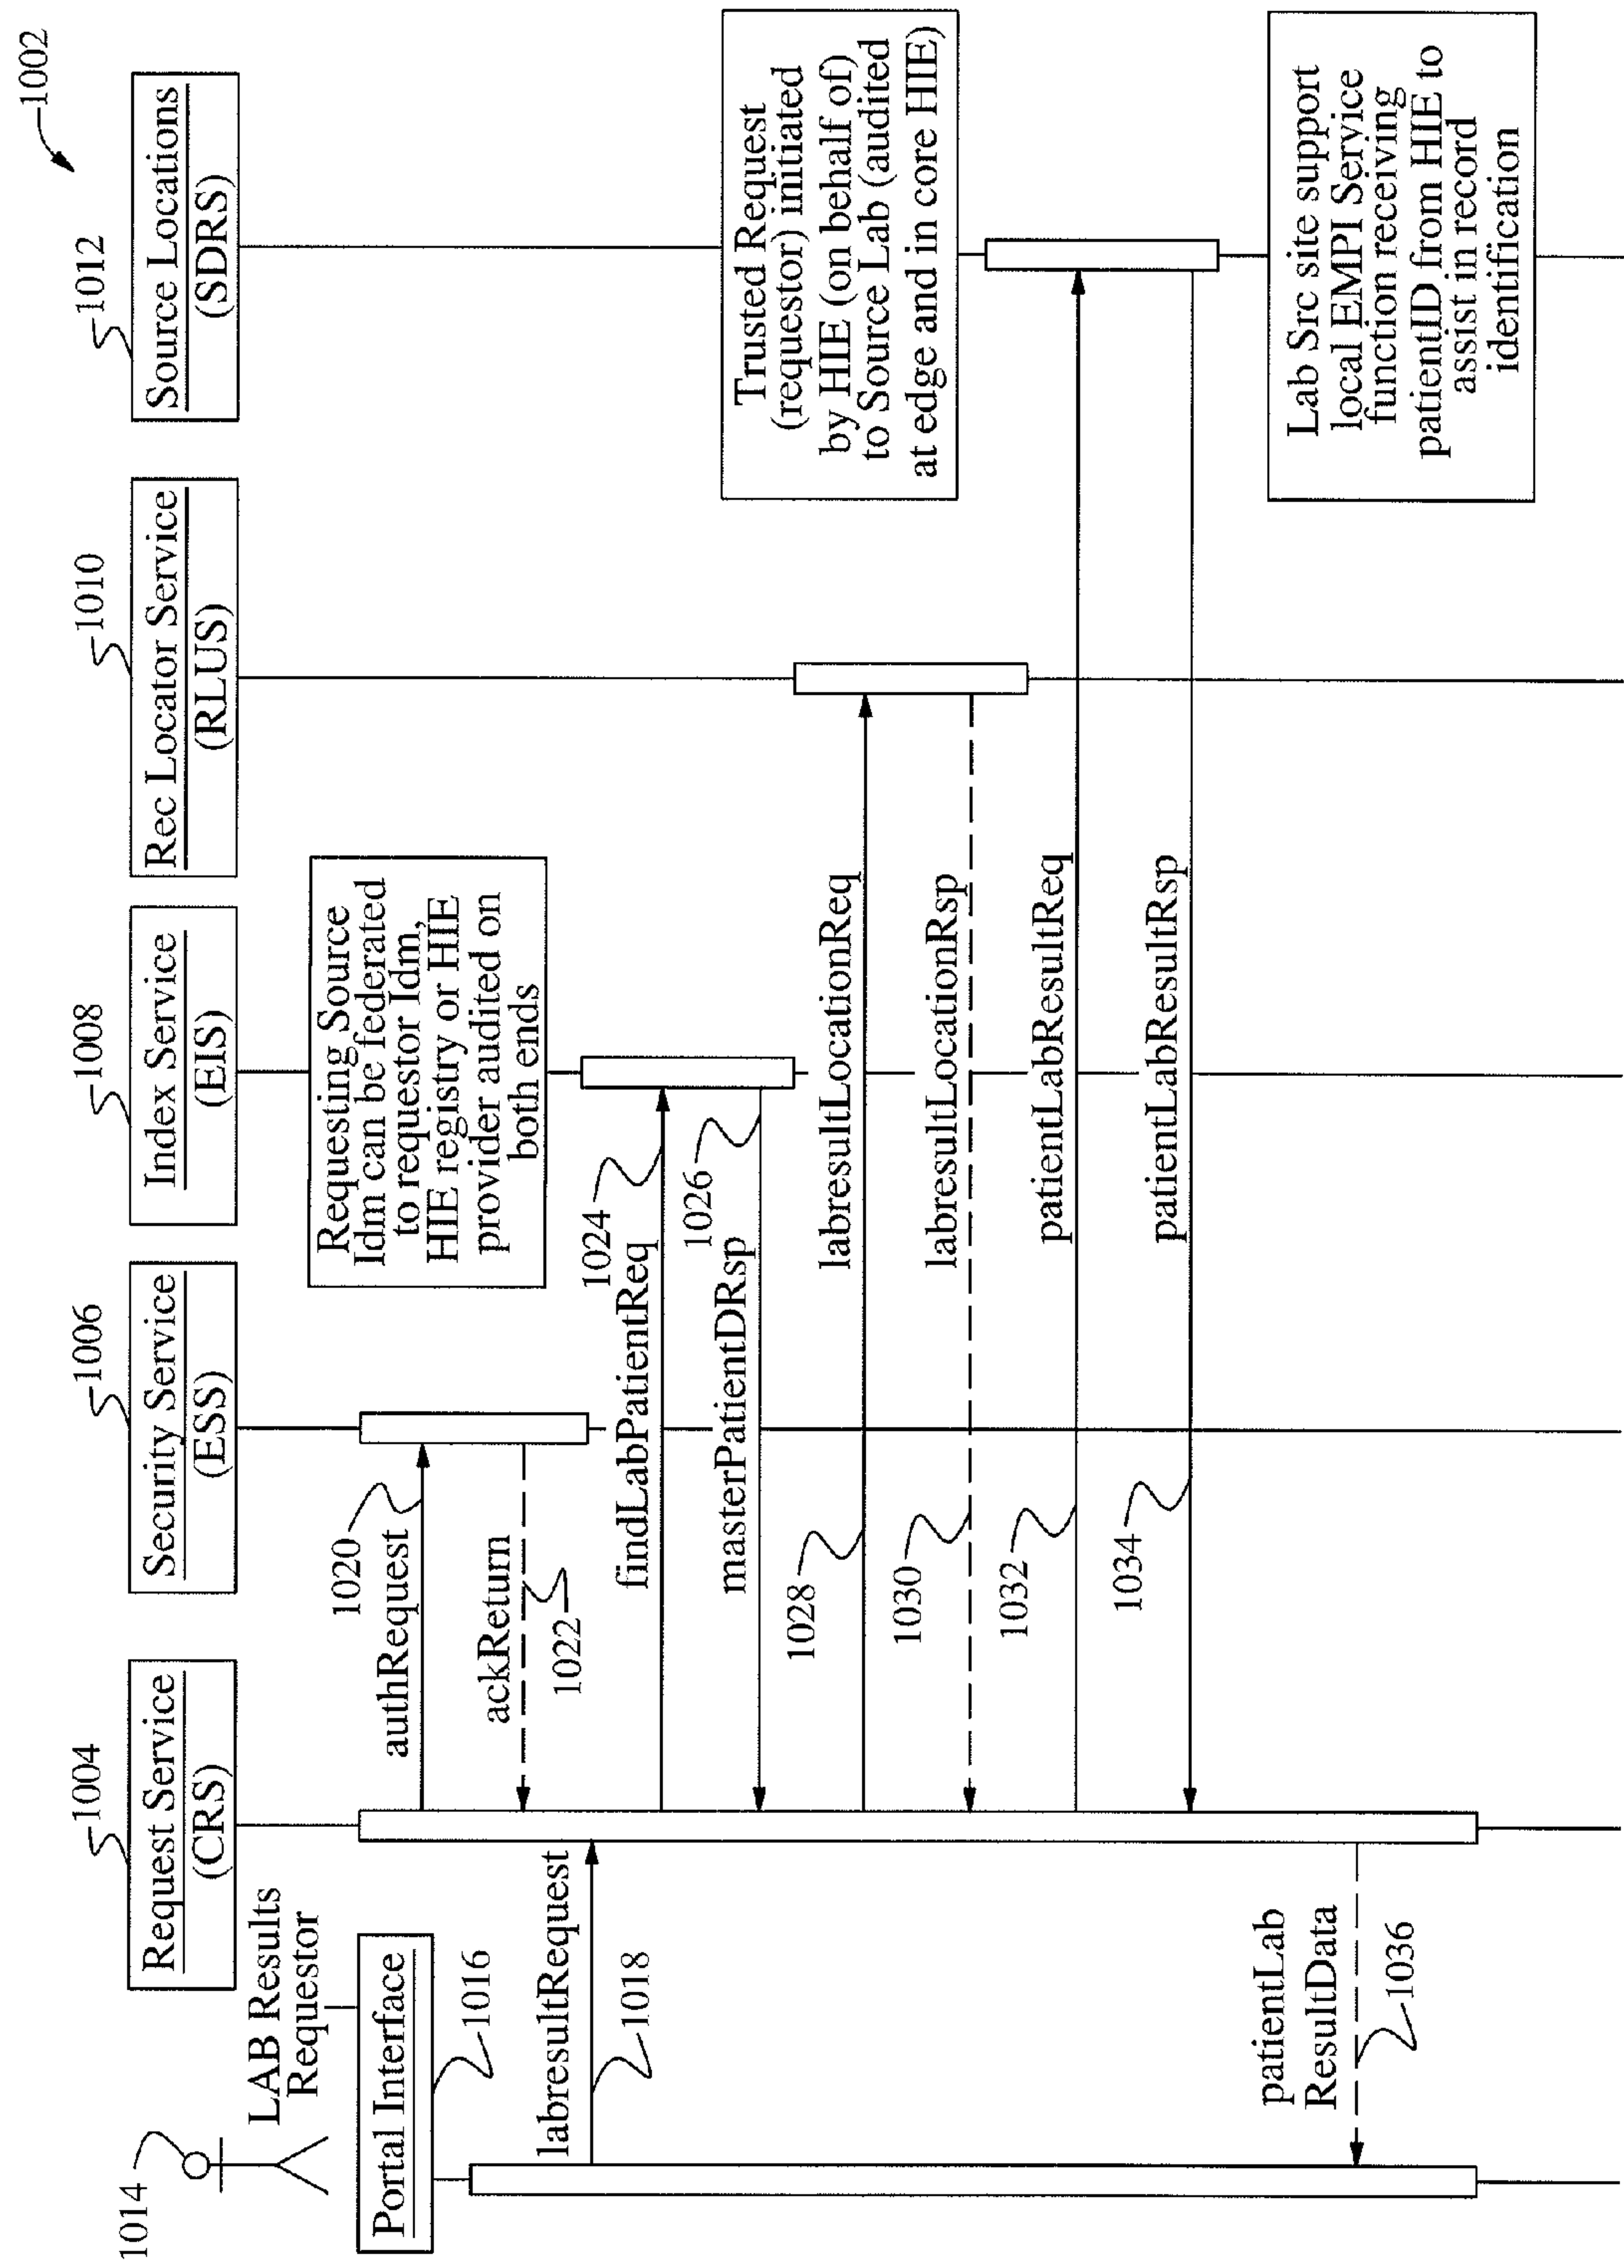 1002
1004
Request Service
(CRS)
1006
Security Service
(ESS)
1008
Index Service
(EIS)
1010
Rec Locator Service
(RLUS)
1012
Source Locations
(SDRS)
1014
LAB Results
Requestor
Portal Interface
1016
Requesting Source
Idm can be federated
to requestor Idm,
HIE registry or HIE
provider audited on
both ends
1020
authRequest
ackReturn
1022
labresultRequest
1018
1024
findLabPatientReq
1026
masterPatientDRsp
Trusted Request
(requestor) initiated
by HIE (on behalf of)
to Source Lab (audited
at edge and in core HIE)
labresultLocationReq
1028
labresultLocationRsp
1030
patientLabResultReq
1032
patientLabResultRsp
1034
Lab Src site support
local EMPI Service
function receiving
patientID from HIE to
assist in record
identification
patientLab
ResultData
1036